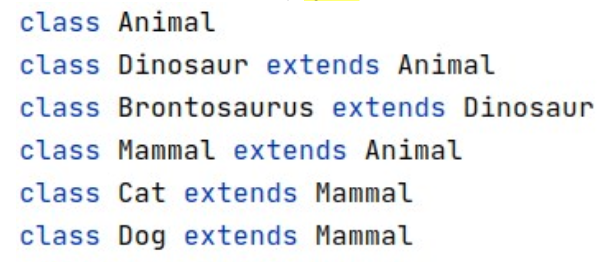 class Animal
class Dinosaur extends Animal
class Brontosaurus extends Dinosaur
class Mammal extends Animal
class Cat extends Mammal
class Dog extends Mammal